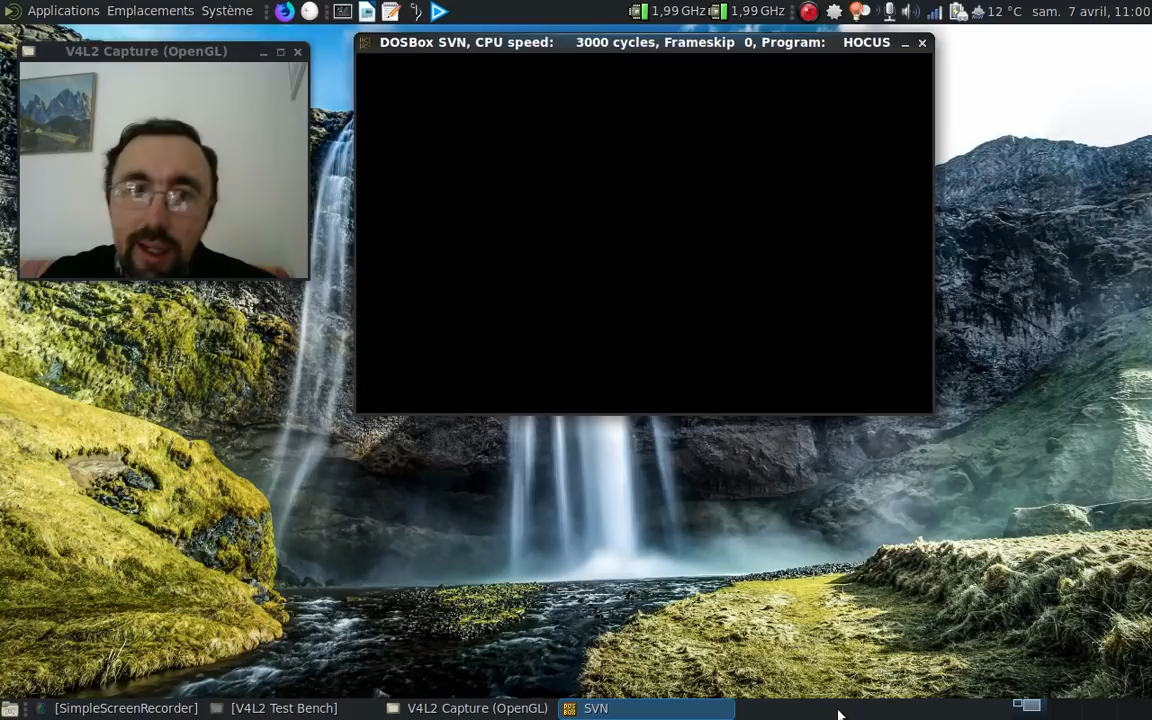 Applications Emplacements Système 1,99 GHz 1,99 GHz 12 °C sam. 7 avril, 11:00
V4L2 Capture (OpenGL)
DOSBox SVN, CPU speed: 3000 cycles, Frameskip 0, Program: HOCUS
[SimpleScreenRecorder] [V4L2 Test Bench] V4L2 Capture (OpenGL) SVN